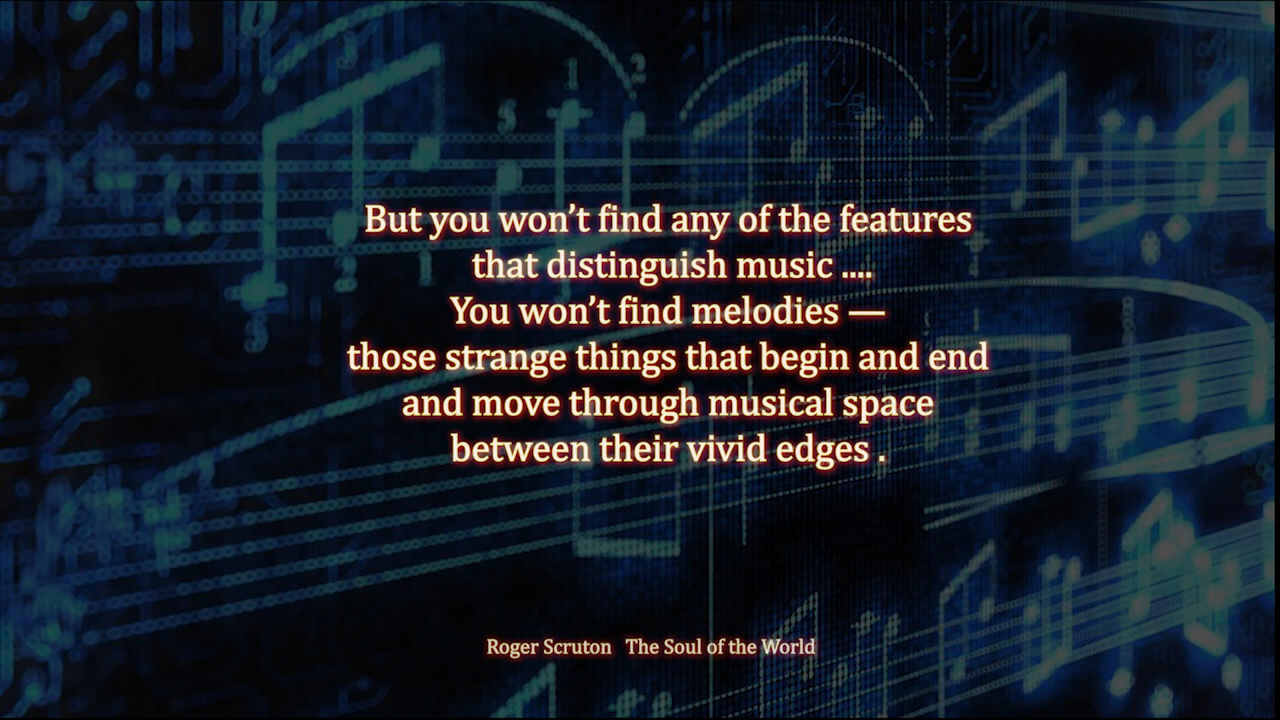 But you won’t find any of the features
that distinguish music ....
You won’t find melodies —
those strange things that begin and end
and move through musical space
between their vivid edges .
Roger Scruton The Soul of the World